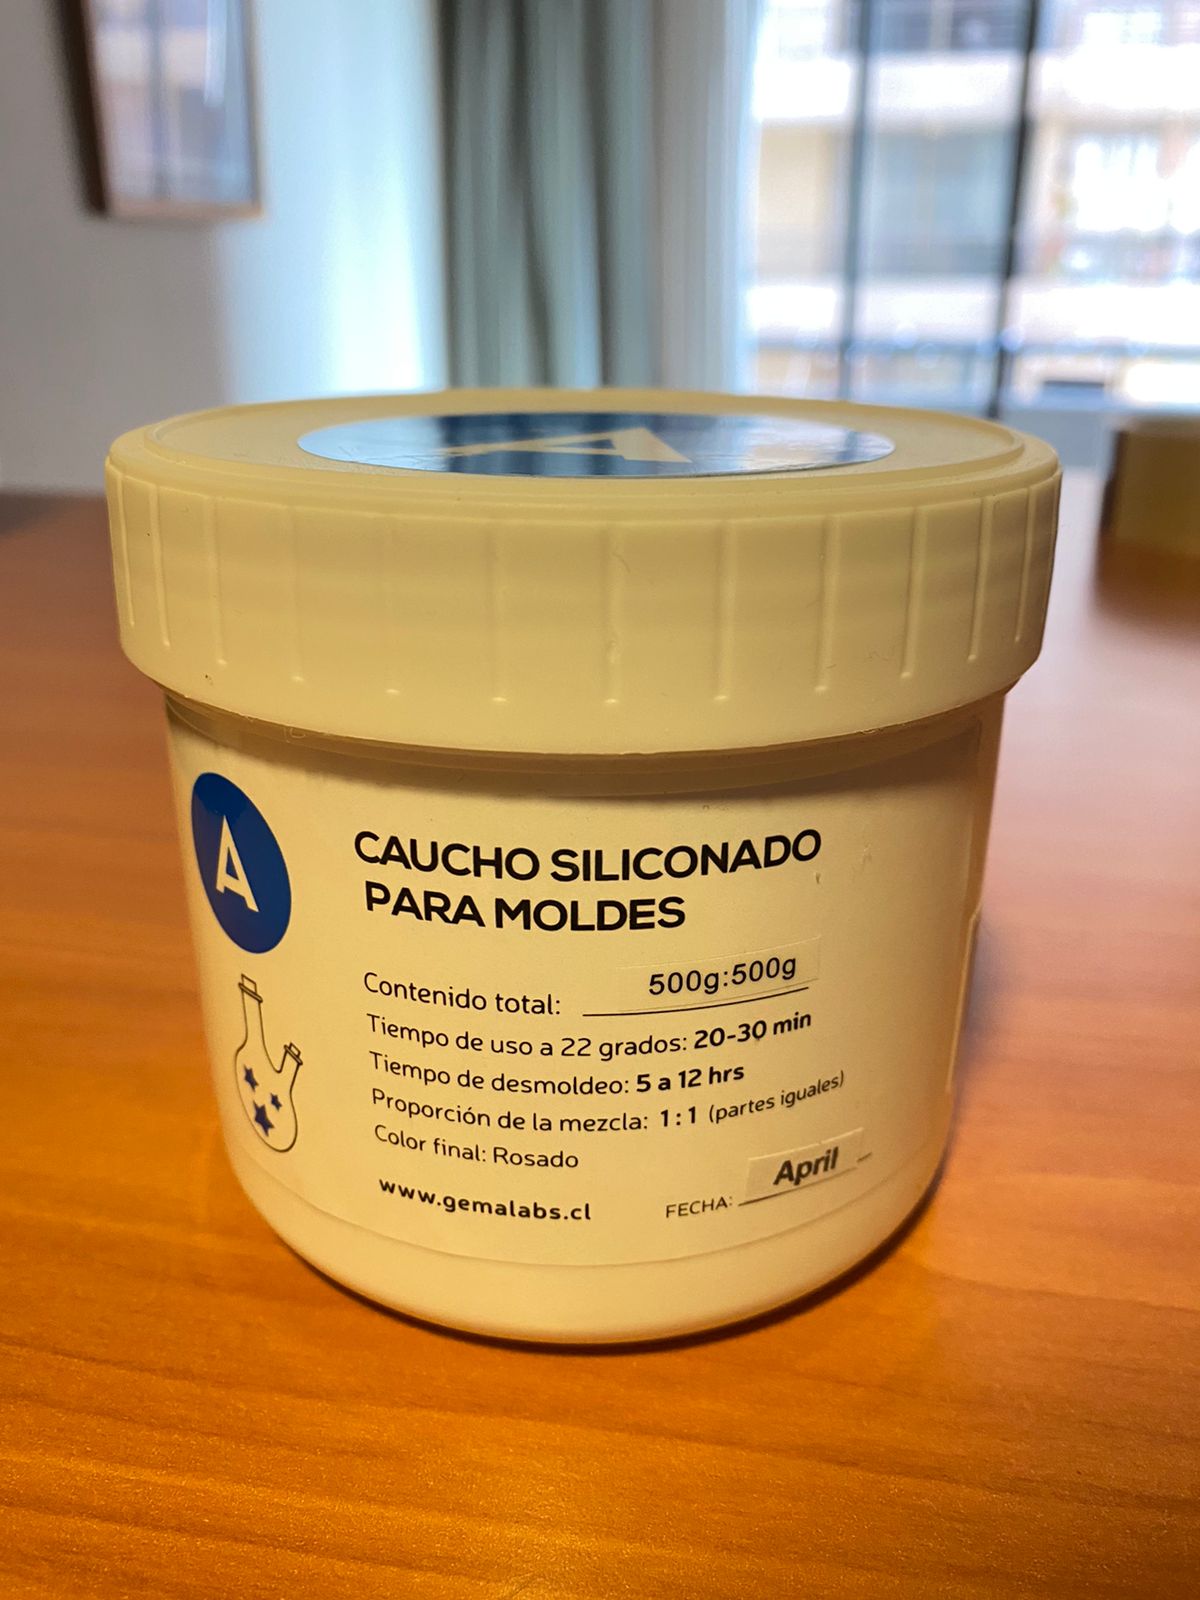 A
A
CAUCHO SILICONADO
PARA MOLDES
Contenido total: 500g:500g
Tiempo de uso a 22 grados: 20-30 min
Tiempo de desmoldeo: 5 a 12 hrs
Proporción de la mezcla: 1:1 (partes iguales)
Color final: Rosado
www.gemalabs.cl FECHA: April